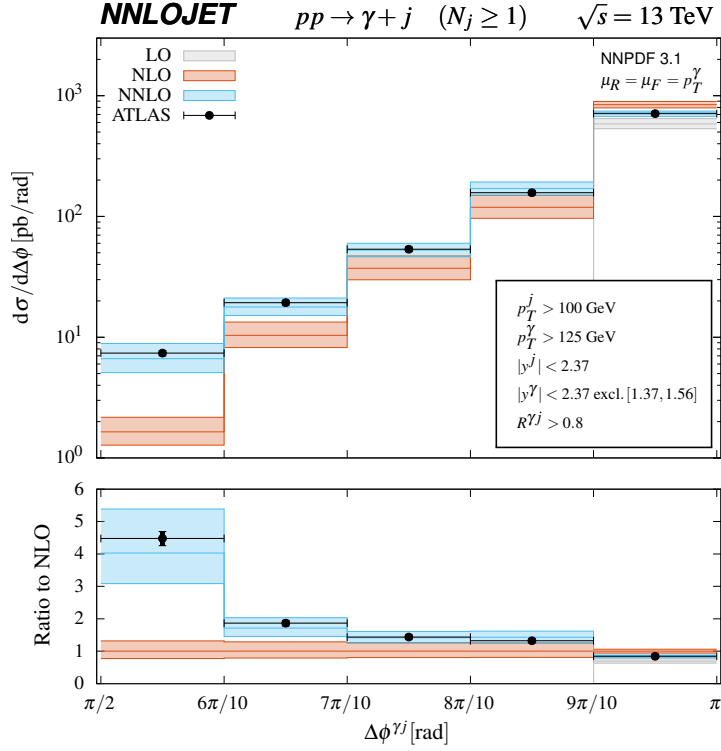 NNLOJET pp → γ + j (N_j ≥ 1) √s = 13 TeV
LO
NLO
NNLO
ATLAS
NNPDF 3.1
μ_R = μ_F = p_T^γ
10^3
10^2
10^1
10^0
dσ/dΔϕ [pb/rad]
p_T^j > 100 GeV
p_T^γ > 125 GeV
|y^j| < 2.37
|y^γ| < 2.37 excl. [1.37, 1.56]
R^{γj} > 0.8
6
5
4
3
2
1
0
Ratio to NLO
π/2 6π/10 7π/10 8π/10 9π/10 π
Δϕ^{γj} [rad]